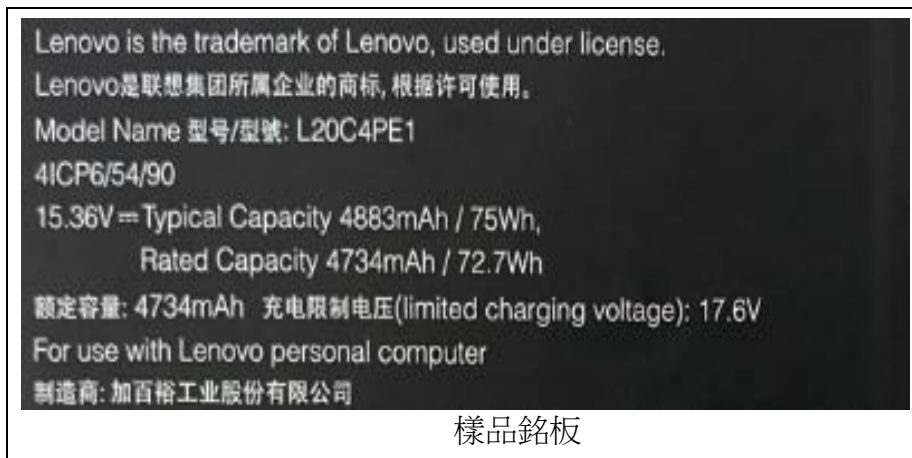 Lenovo is the trademark of Lenovo, used under license.
Lenovo是联想集团所属企业的商标, 根据许可使用。
Model Name 型号/型號: L20C4PE1
4ICP6/54/90
15.36V⎓Typical Capacity 4883mAh / 75Wh,
Rated Capacity 4734mAh / 72.7Wh
额定容量: 4734mAh 充电限制电压(limited charging voltage): 17.6V
For use with Lenovo personal computer
制造商: 加百裕工业股份有限公司
樣品銘板